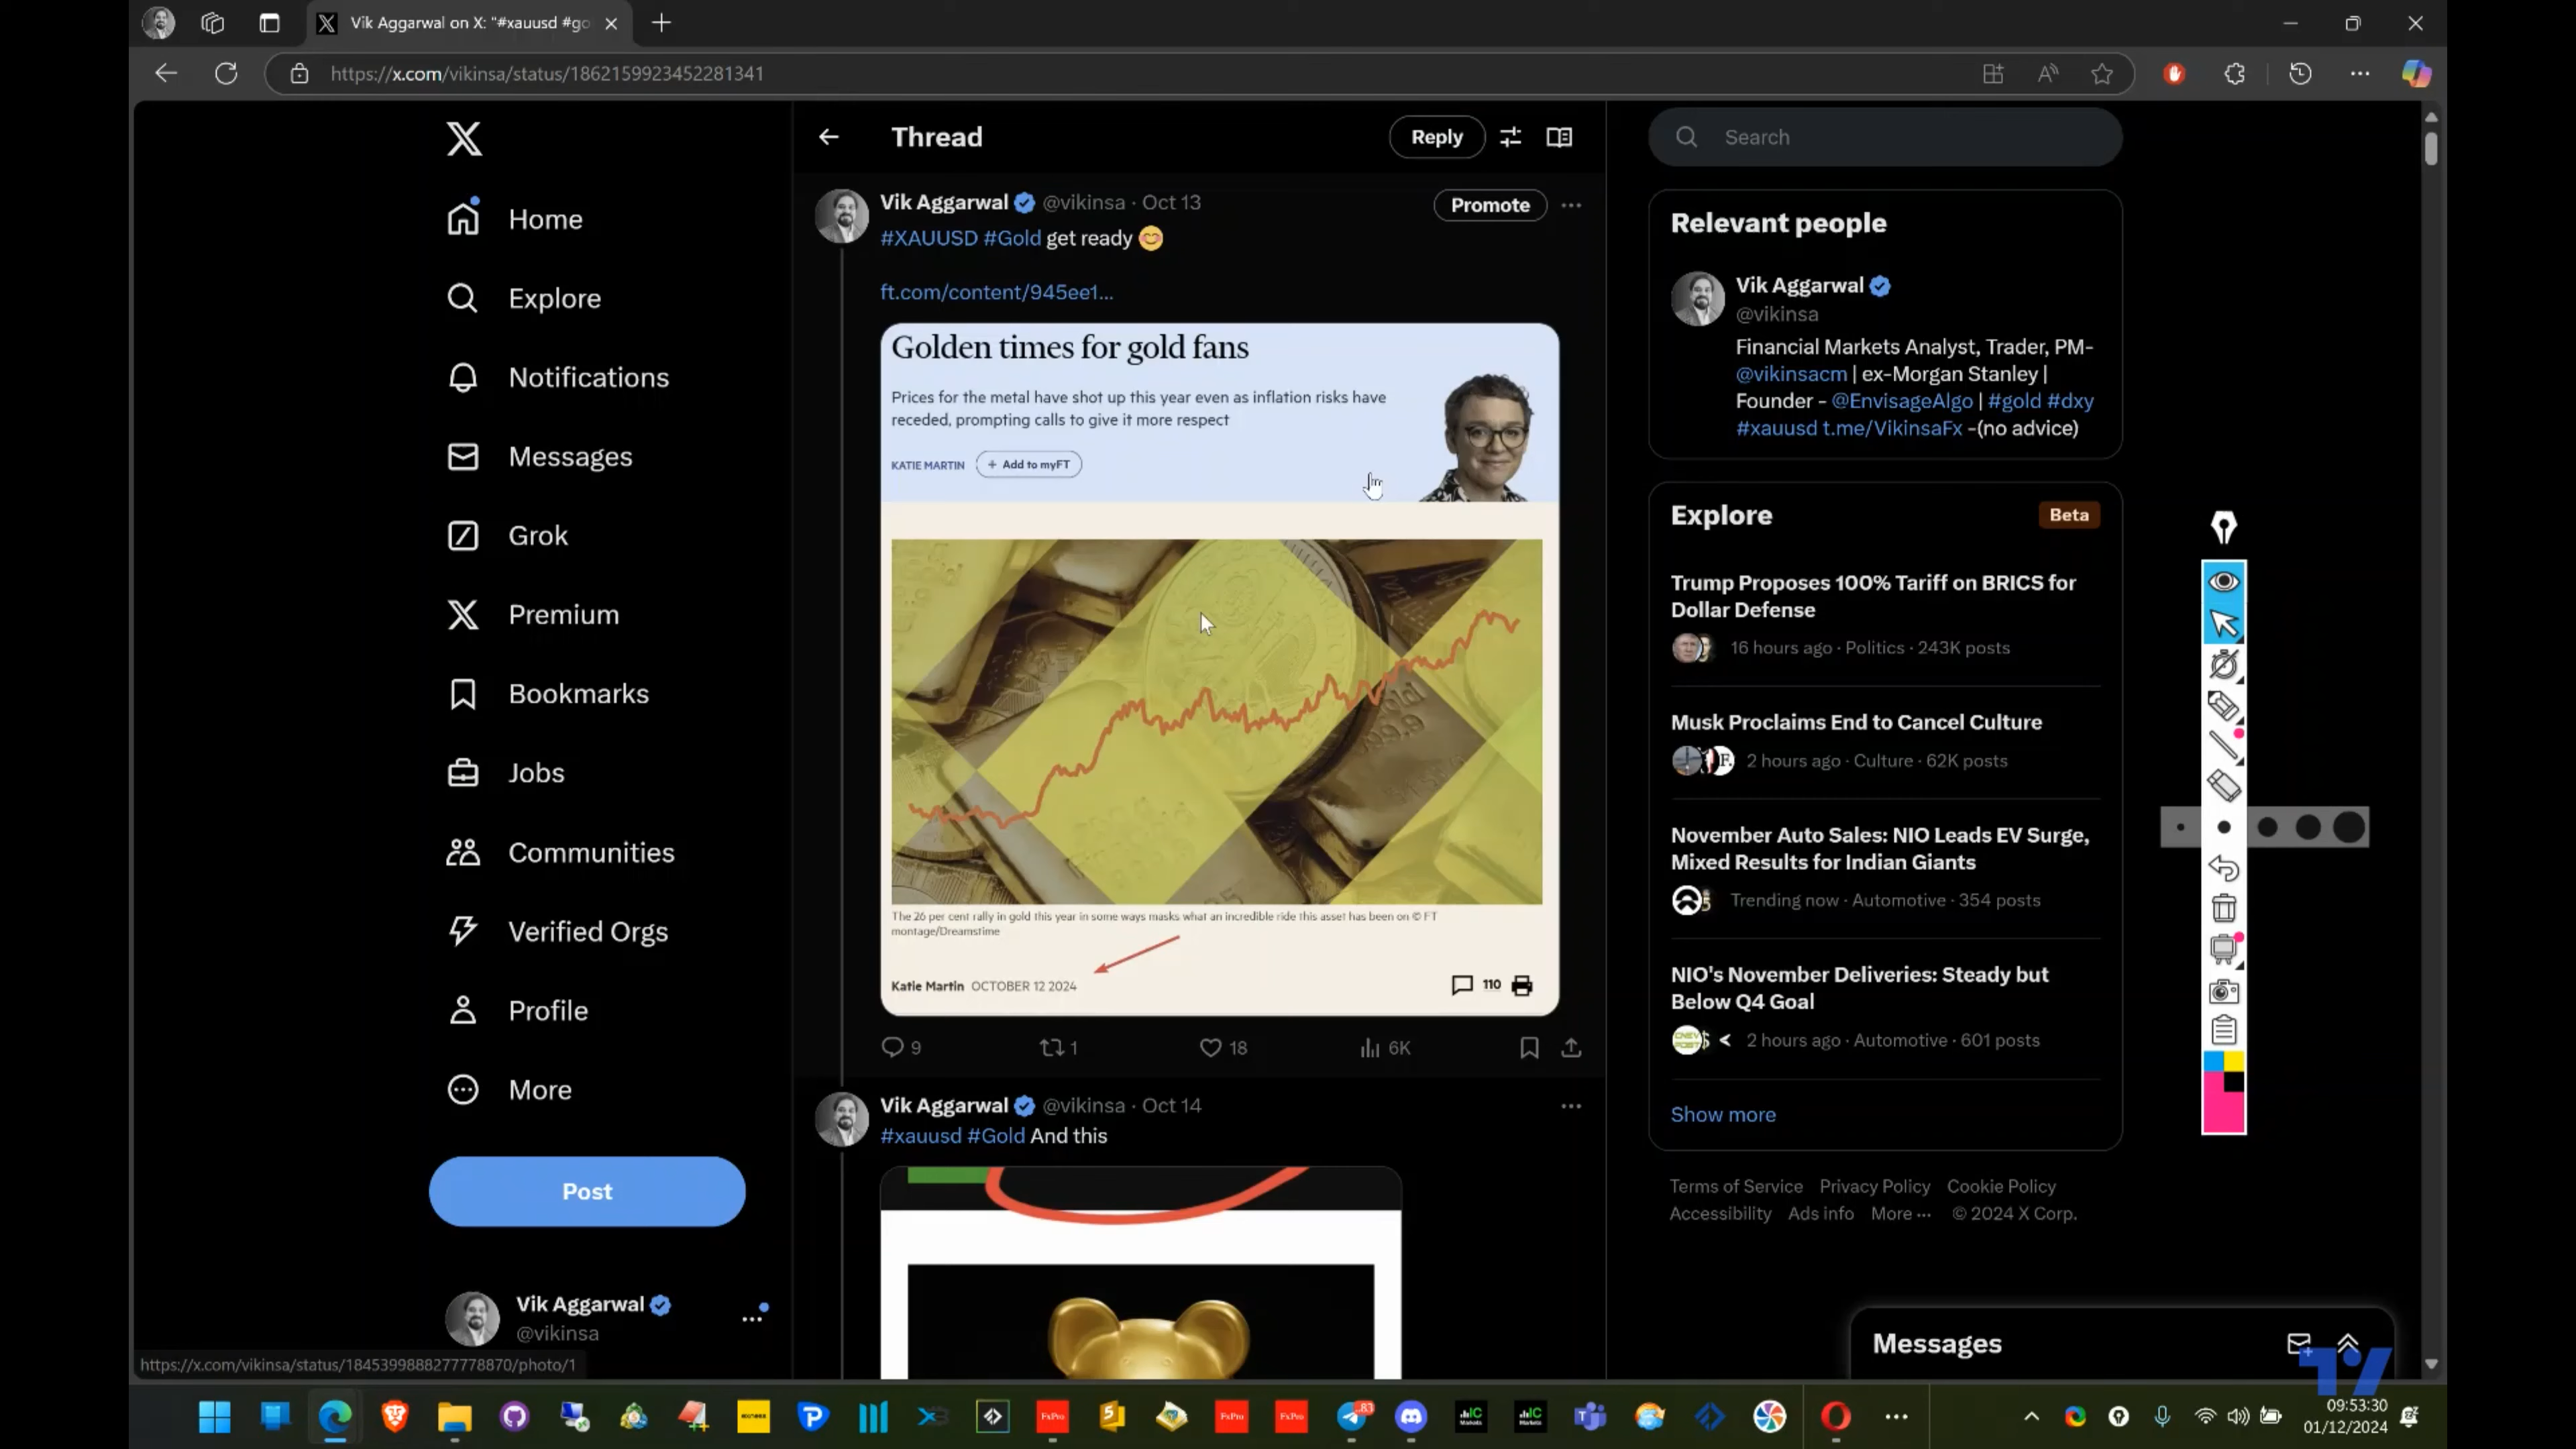 Vik Aggarwal on X: "#xauusd #go
https://x.com/vikinsa/status/1862159923452281341
Home
Explore
Notifications
Messages
Grok
Premium
Bookmarks
Jobs
Communities
Verified Orgs
Profile
More
Post
Vik Aggarwal
@vikinsa
https://x.com/vikinsa/status/1845399888277778870/photo/1
Thread
Reply
Vik Aggarwal @vikinsa · Oct 13
Promote
#XAUUSD #Gold get ready 😊
ft.com/content/945ee1...
Golden times for gold fans
Prices for the metal have shot up this year even as inflation risks have
receded, prompting calls to give it more respect
KATIE MARTIN
+ Add to myFT
The 26 per cent rally in gold this year in some ways masks what an incredible ride this asset has been on © FT
montage/Dreamstime
Katie Martin OCTOBER 12 2024
110
9
1
18
6K
Vik Aggarwal @vikinsa · Oct 14
#xauusd #Gold And this
Search
Relevant people
Vik Aggarwal
@vikinsa
Financial Markets Analyst, Trader, PM-
@vikinsacm | ex-Morgan Stanley |
Founder - @EnvisageAlgo | #gold #dxy
#xauusd t.me/VikinsaFx -(no advice)
Explore
Beta
Trump Proposes 100% Tariff on BRICS for
Dollar Defense
16 hours ago · Politics · 243K posts
Musk Proclaims End to Cancel Culture
2 hours ago · Culture · 62K posts
November Auto Sales: NIO Leads EV Surge,
Mixed Results for Indian Giants
Trending now · Automotive · 354 posts
NIO's November Deliveries: Steady but
Below Q4 Goal
2 hours ago · Automotive · 601 posts
Show more
Terms of Service Privacy Policy Cookie Policy
Accessibility Ads info More ··· © 2024 X Corp.
Messages
FxPro
FxPro
FxPro
83
09:53:30
01/12/2024